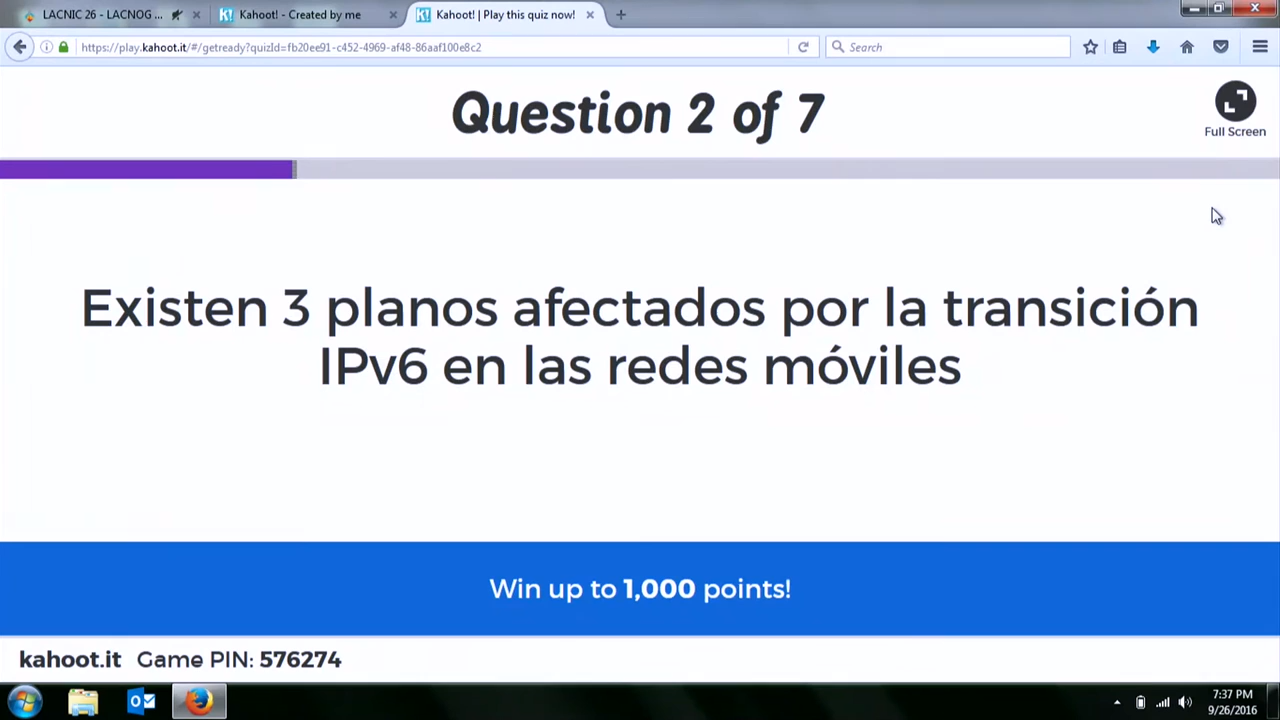 LACNIC 26 - LACNOG ...
Kahoot! - Created by me
Kahoot! | Play this quiz now!
https://play.kahoot.it/#/getready?quizId=fb20ee91-c452-4969-af48-86aaf100e8c2
Search
Question 2 of 7
Full Screen
Existen 3 planos afectados por la transición
IPv6 en las redes móviles
Win up to 1,000 points!
kahoot.it Game PIN: 576274
7:37 PM
9/26/2016